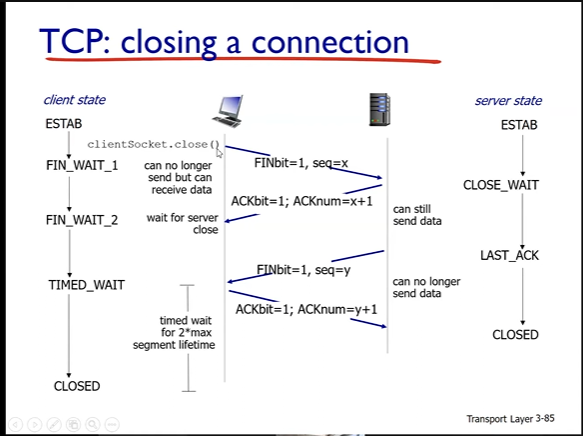 TCP: closing a connection
client state
server state
ESTAB
ESTAB
clientSocket.close()
FIN_WAIT_1
can no longer
send but can
receive data
FINbit=1, seq=x
CLOSE_WAIT
ACKbit=1; ACKnum=x+1
FIN_WAIT_2
wait for server
close
can still
send data
LAST_ACK
FINbit=1, seq=y
TIMED_WAIT
can no longer
send data
ACKbit=1; ACKnum=y+1
timed wait
for 2*max
segment lifetime
CLOSED
CLOSED
Transport Layer 3-85